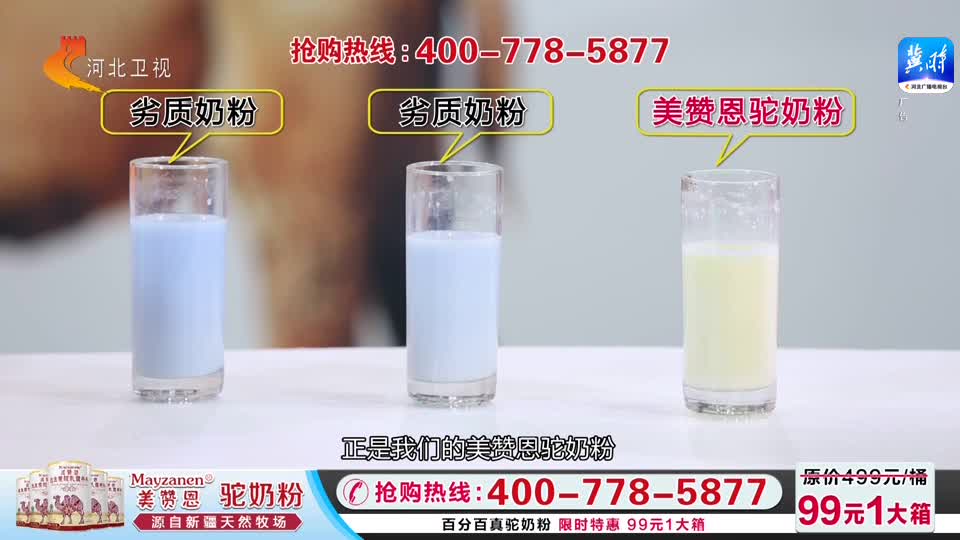 抢购热线:400-778-5877
河北卫视
冀时
河北广播电视台
广告
劣质奶粉
劣质奶粉
美赞恩驼奶粉
正是我们的美赞恩驼奶粉
Mayzanen®
美赞恩
驼奶粉
源自新疆天然牧场
抢购热线:400-778-5877
百分百真驼奶粉 限时特惠 99元1大箱
原价499元/桶
99元1大箱